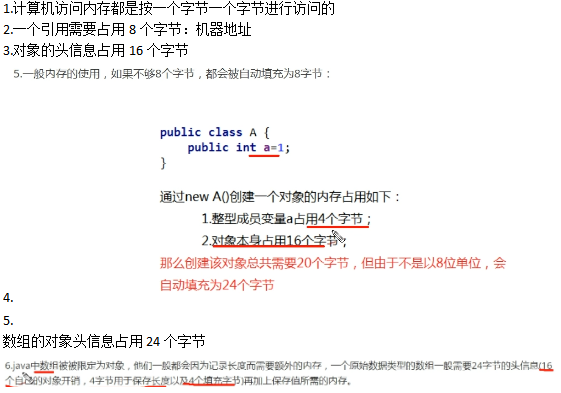 1.计算机访问内存都是按一个字节一个字节进行访问的
2.一个引用需要占用 8 个字节：机器地址
3.对象的头信息占用 16 个字节
5.一般内存的使用，如果不够8个字节，都会被自动填充为8字节：
public class A {
public int a=1;
}
通过new A()创建一个对象的内存占用如下：
1.整型成员变量a占用4个字节；
2.对象本身占用16个字节；
那么创建该对象总共需要20个字节，但由于不是以8位单位，会
自动填充为24个字节
4.
5.
数组的对象头信息占用 24 个字节
6.java中数组被被限定为对象，他们一般都会因为记录长度而需要额外的内存，一个原始数据类型的数组一般需要24字节的头信息(16
个自己的对象开销，4字节用于保存长度以及4个填充字节)再加上保存值所需的内存。